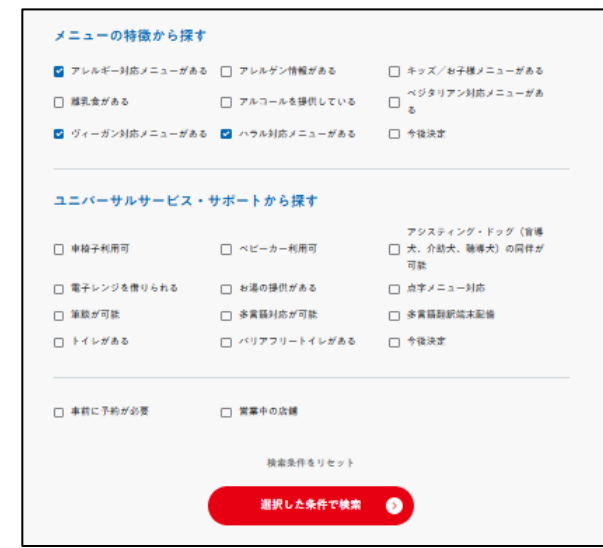 メニューの特徴から探す
アレルギー対応メニューがある アレルゲン情報がある キッズ／お子様メニューがある
離乳食がある アルコールを提供している ベジタリアン対応メニューがあ
る
ヴィーガン対応メニューがある ハラル対応メニューがある 今後決定
ユニバーサルサービス・サポートから探す
車椅子利用可 ベビーカー利用可 アシスティング・ドッグ（盲導
犬、介助犬、聴導犬）の同伴が
可能
電子レンジを借りられる お湯の提供がある 点字メニュー対応
筆談が可能 多言語対応が可能 多言語翻訳端末配備
トイレがある バリアフリートイレがある 今後決定
事前に予約が必要 営業中の店舗
検索条件をリセット
選択した条件で検索